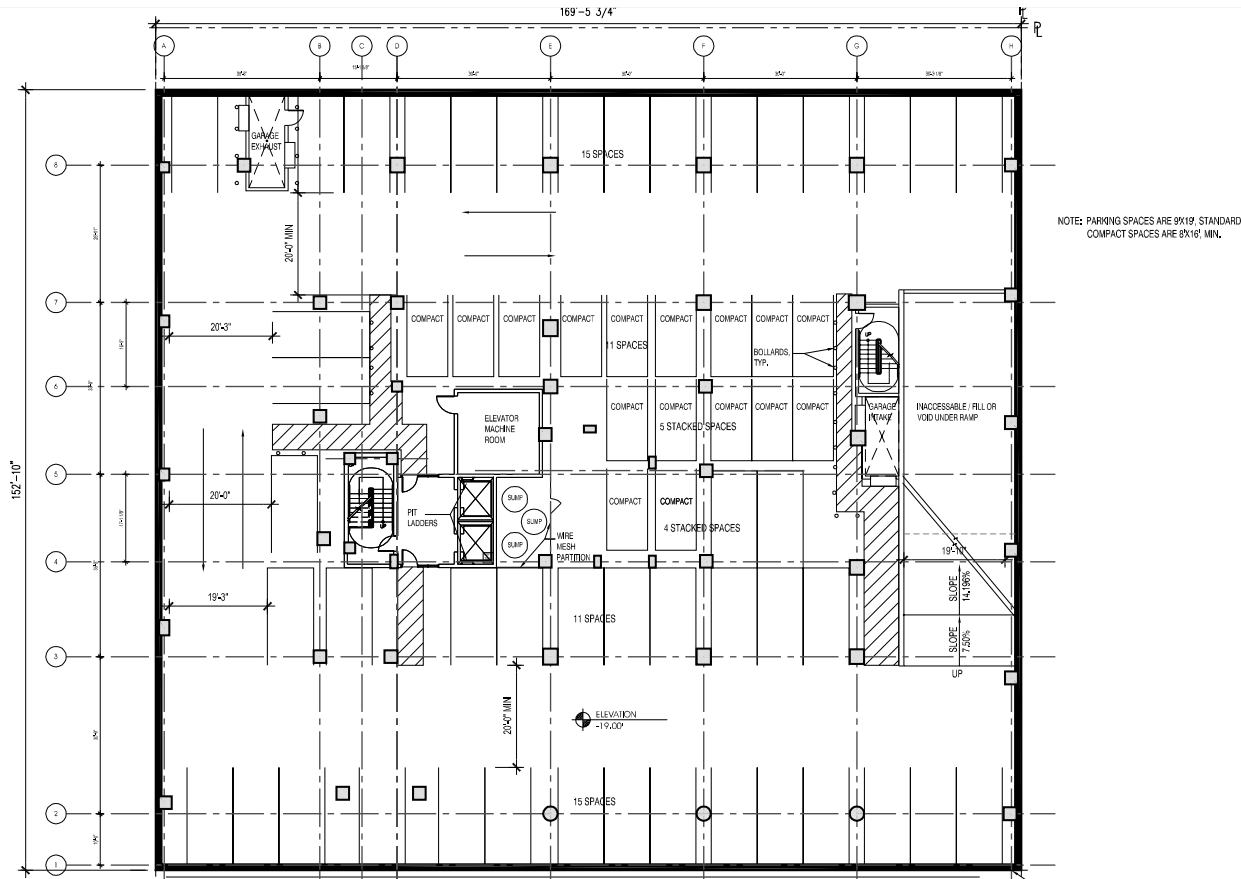 169'-5 3/4"
A
B
C
D
E
F
G
H
GARAGE
EXHAUST
15 SPACES
8
20'-0" MIN
NOTE: PARKING SPACES ARE 9'X19', STANDARD
COMPACT SPACES ARE 8'X16', MIN.
7
20'-3"
COMPACT
COMPACT
COMPACT
COMPACT
COMPACT
COMPACT
COMPACT
COMPACT
COMPACT
11 SPACES
BOLLARDS,
TYP.
UP
6
ELEVATOR
MACHINE
ROOM
COMPACT
COMPACT
COMPACT
COMPACT
COMPACT
5 STACKED SPACES
GARAGE
INTAKE
INACCESSABLE / FILL OR
VOID UNDER RAMP
152'-10"
5
20'-0"
PIT
LADDERS
UP
SUMP
SUMP
SUMP
COMPACT
COMPACT
4 STACKED SPACES
WIRE
MESH
PARTITION
4
19'-10"
SLOPE
14.196%
19'-3"
11 SPACES
SLOPE
7.50%
3
UP
20'-0" MIN
ELEVATION
-19.00'
15 SPACES
2
1